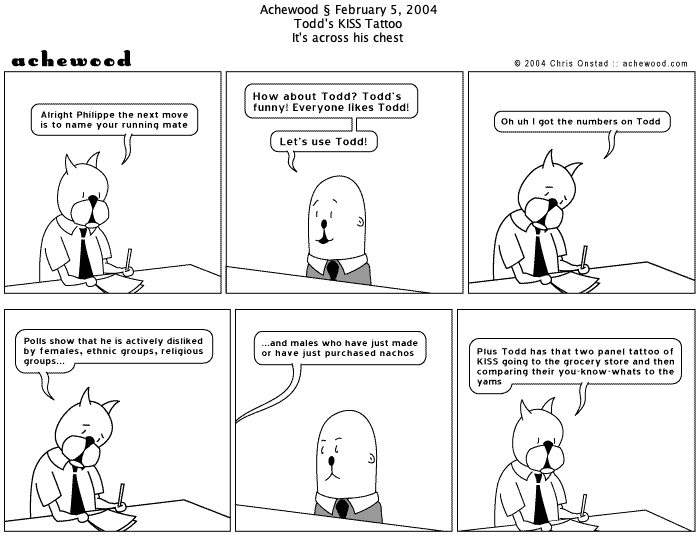 Achewood § February 5, 2004
Todd's KISS Tattoo
It's across his chest
achewood
© 2004 Chris Onstad :: achewood.com
Alright Philippe the next move
is to name your running mate
How about Todd? Todd's
funny! Everyone likes Todd!
Let's use Todd!
Oh uh I got the numbers on Todd
Polls show that he is actively disliked
by females, ethnic groups, religious
groups...
...and males who have just made
or have just purchased nachos
Plus Todd has that two panel tattoo of
KISS going to the grocery store and then
comparing their you-know-whats to the
yams